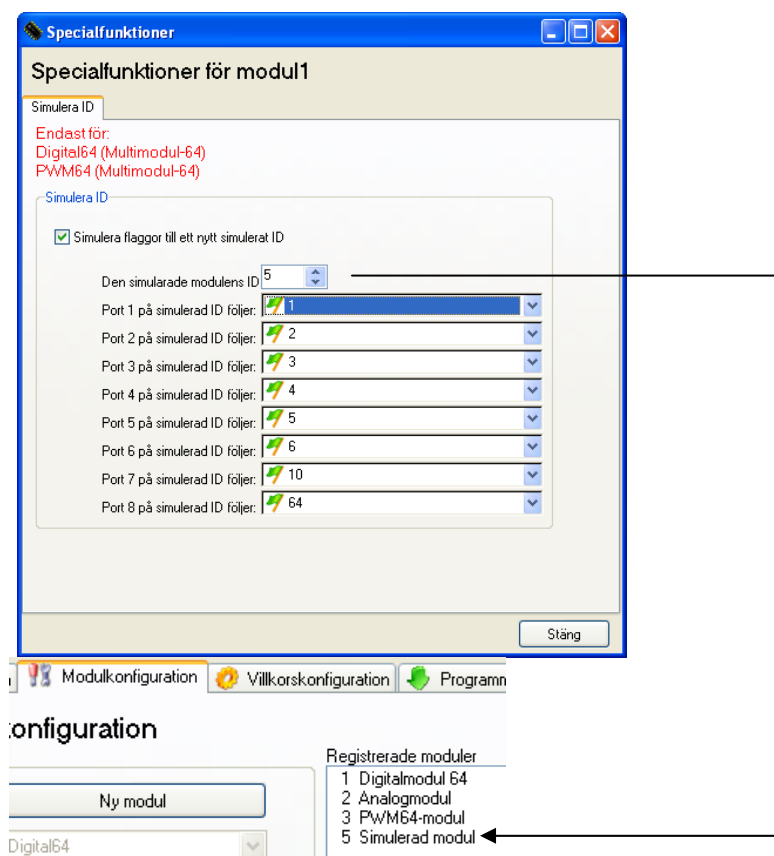 Specialfunktioner
Specialfunktioner för modul1
Simulera ID
Endast för:
Digital64 (Multimodul-64)
PWM64 (Multimodul-64)
Simulera ID
Simulera flaggor till ett nytt simulerat ID
Den simularade modulens ID 5
Port 1 på simulerad ID följer: 1
Port 2 på simulerad ID följer: 2
Port 3 på simulerad ID följer: 3
Port 4 på simulerad ID följer: 4
Port 5 på simulerad ID följer: 5
Port 6 på simulerad ID följer: 6
Port 7 på simulerad ID följer: 10
Port 8 på simulerad ID följer: 64
Stäng
Modulkonfiguration Villkorskonfiguration Programm
onfiguration
Registrerade moduler
1 Digitalmodul 64
2 Analogmodul
3 PWM64-modul
5 Simulerad modul
Ny modul
Digital64